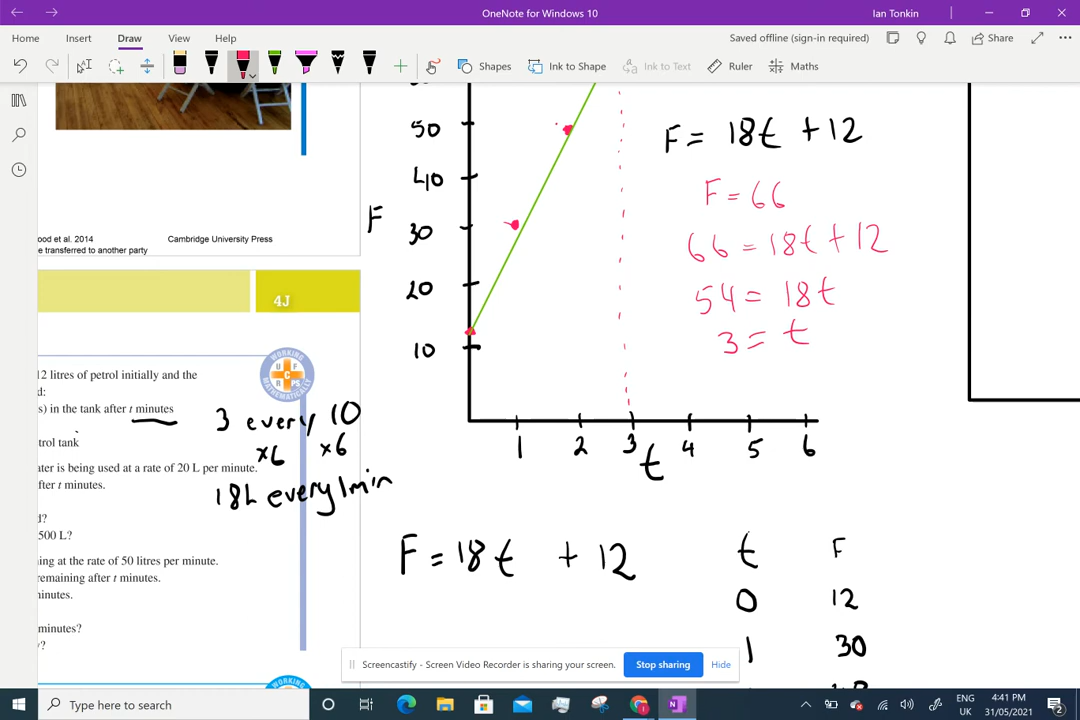 OneNote for Windows 10
Ian Tonkin
Home Insert Draw View Help
Saved offline (sign-in required)
Share
Shapes
Ink to Shape
Ink to Text
Ruler
Maths
ood et al. 2014
Cambridge University Press
e transferred to another party
4J
WORKING
MATHEMATICALLY
U F
R PS
12 litres of petrol initially and the
d:
s) in the tank after t minutes
trol tank
ater is being used at a rate of 20 L per minute.
fter t minutes.
d?
500 L?
ning at the rate of 50 litres per minute.
remaining after t minutes.
inutes.
minutes?
y?
WORKING
3 every 10
×6 ×6
18L every 1min
F
50
40
30
20
10
1 2 3 4 5 6
t
F = 18t + 12
F = 66
66 = 18t + 12
54 = 18t
3 = t
F = 18t + 12
t F
0 12
1 30
Screencastify - Screen Video Recorder is sharing your screen.
Stop sharing
Hide
Type here to search
ENG
UK
4:41 PM
31/05/2021
2